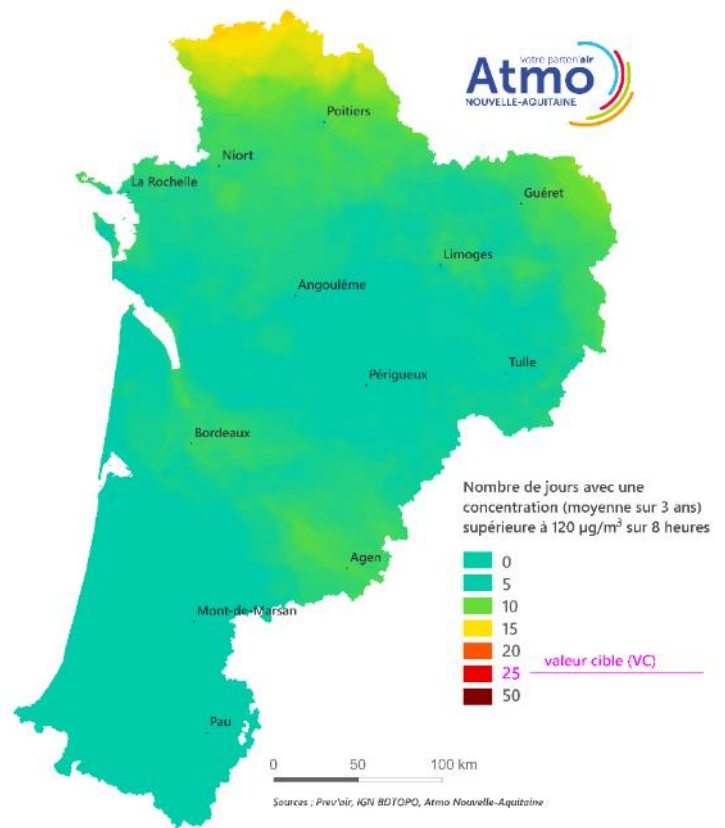 votre parten'air
Atmo
NOUVELLE-AQUITAINE
Poitiers
Niort
La Rochelle
Guéret
Limoges
Angoulême
Tulle
Périgueux
Bordeaux
Nombre de jours avec une
concentration (moyenne sur 3 ans)
supérieure à 120 µg/m³ sur 8 heures
0
5
10
15
20
25 valeur cible (VC)
50
Agen
Mont-de-Marsan
Pau
0 50 100 km
Sources : Prev'air, IGN BDTOPO, Atmo Nouvelle-Aquitaine